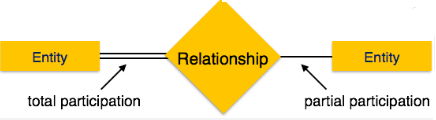 Entity
Relationship
Entity
total participation
partial participation